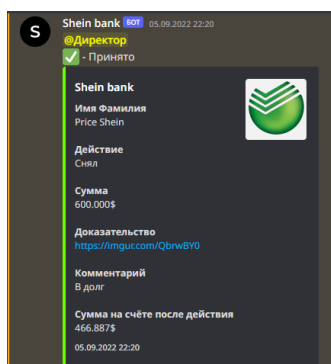 S
Shein bank БОТ 05.09.2022 22:20
@Директор
✅ - Принято
Shein bank
Имя Фамилия
Price Shein
Действие
Снял
Сумма
600.000$
Доказательство
https://imgur.com/QbrwBY0
Комментарий
В долг
Сумма на счёте после действия
466.887$
05.09.2022 22:20